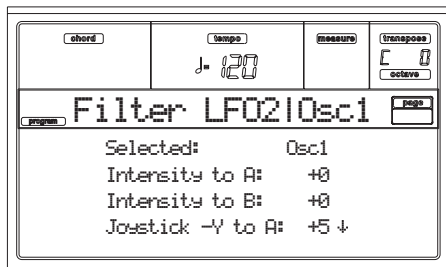 chord tempo measure transpose
♩= 120 C 0
octave
program Filter LFO2|Osc1 page
Selected: Osc1
Intensity to A: +0
Intensity to B: +0
Joystick -Y to A: +5 ↓